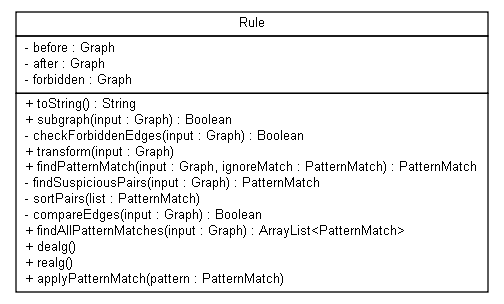 Rule
- before : Graph
- after : Graph
- forbidden : Graph
+ toString() : String
+ subgraph(input : Graph) : Boolean
- checkForbiddenEdges(input : Graph) : Boolean
+ transform(input : Graph)
+ findPatternMatch(input : Graph, ignoreMatch : PatternMatch) : PatternMatch
- findSuspiciousPairs(input : Graph) : PatternMatch
- sortPairs(list : PatternMatch)
- compareEdges(input : Graph) : Boolean
+ findAllPatternMatches(input : Graph) : ArrayList<PatternMatch>
+ dealg()
+ realg()
+ applyPatternMatch(pattern : PatternMatch)